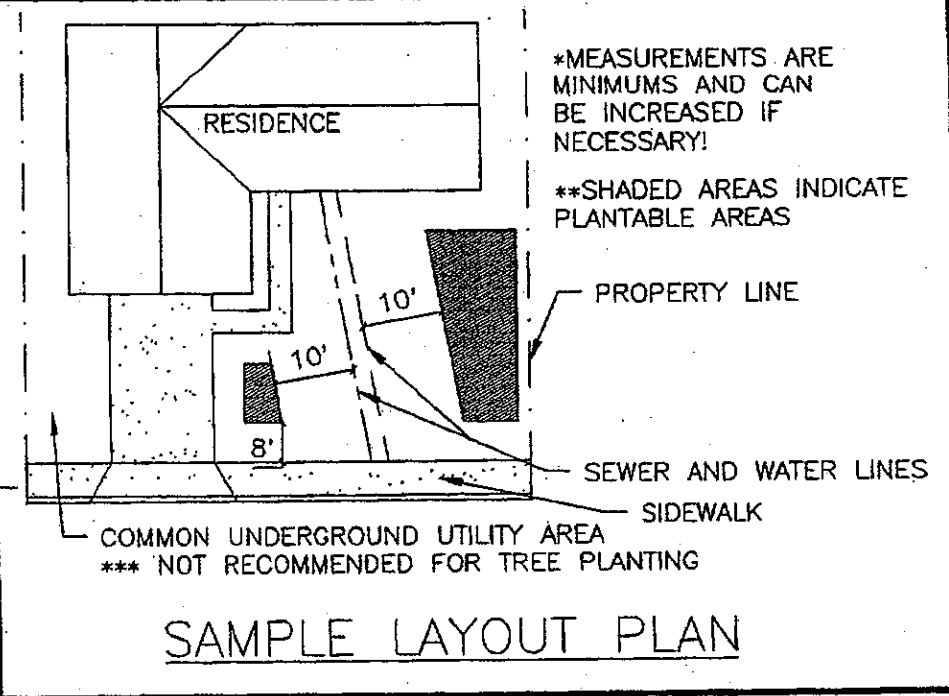 *MEASUREMENTS ARE
MINIMUMS AND CAN
BE INCREASED IF
NECESSARY!
**SHADED AREAS INDICATE
PLANTABLE AREAS
RESIDENCE
PROPERTY LINE
10'
10'
8'
SEWER AND WATER LINES
SIDEWALK
COMMON UNDERGROUND UTILITY AREA
*** NOT RECOMMENDED FOR TREE PLANTING
SAMPLE LAYOUT PLAN